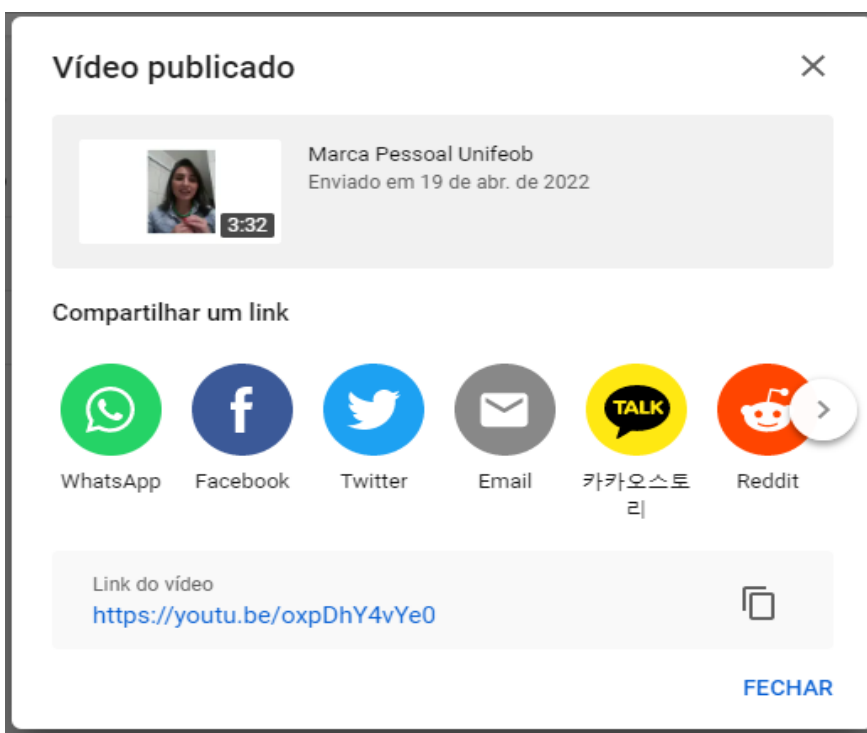 Vídeo publicado
Marca Pessoal Unifeob
Enviado em 19 de abr. de 2022
3:32
Compartilhar um link
TALK
WhatsApp
Facebook
Twitter
Email
카카오스토
리
Reddit
Link do vídeo
https://youtu.be/oxpDhY4vYe0
FECHAR